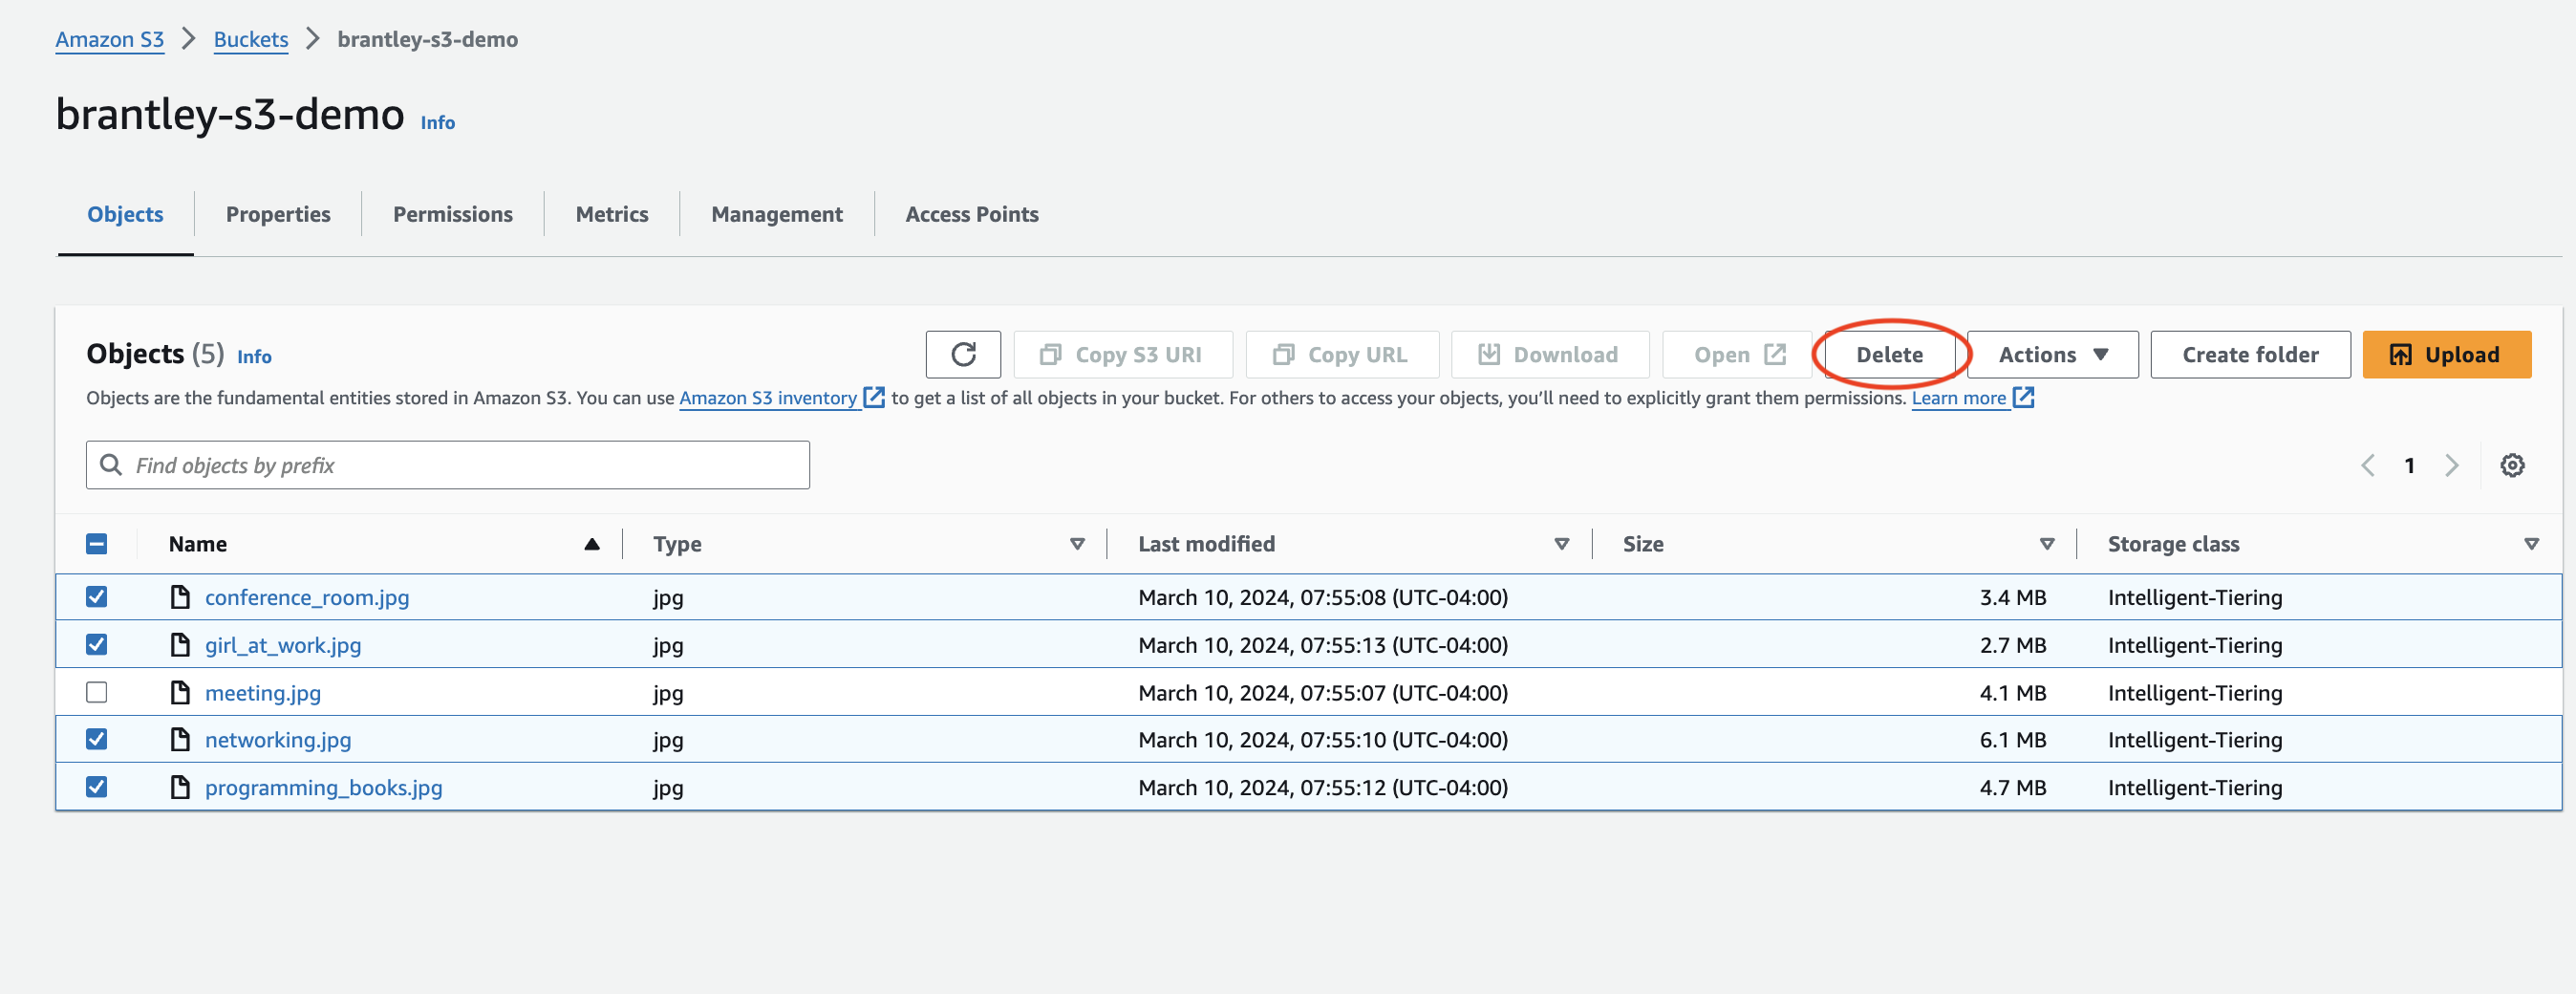 Amazon S3 > Buckets > brantley-s3-demo
brantley-s3-demo Info
Objects Properties Permissions Metrics Management Access Points
Objects (5) Info Copy S3 URI Copy URL Download Open Delete Actions Create folder Upload
Objects are the fundamental entities stored in Amazon S3. You can use Amazon S3 inventory to get a list of all objects in your bucket. For others to access your objects, you’ll need to explicitly grant them permissions. Learn more
Find objects by prefix 1
Name Type Last modified Size Storage class
conference_room.jpg jpg March 10, 2024, 07:55:08 (UTC-04:00) 3.4 MB Intelligent-Tiering
girl_at_work.jpg jpg March 10, 2024, 07:55:13 (UTC-04:00) 2.7 MB Intelligent-Tiering
meeting.jpg jpg March 10, 2024, 07:55:07 (UTC-04:00) 4.1 MB Intelligent-Tiering
networking.jpg jpg March 10, 2024, 07:55:10 (UTC-04:00) 6.1 MB Intelligent-Tiering
programming_books.jpg jpg March 10, 2024, 07:55:12 (UTC-04:00) 4.7 MB Intelligent-Tiering